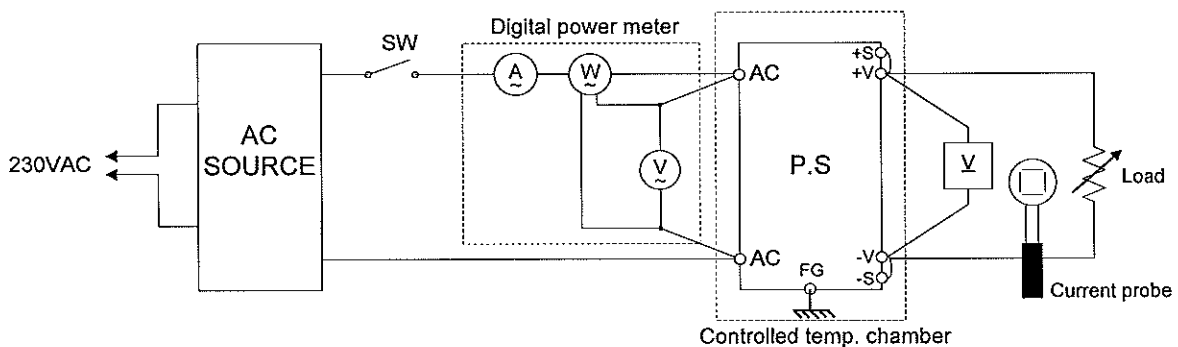 Digital power meter
SW
A
~
W
~
AC
+S
+V
230VAC
AC
SOURCE
V
~
P.S
V
Load
AC
FG
-V
-S
Current probe
Controlled temp. chamber